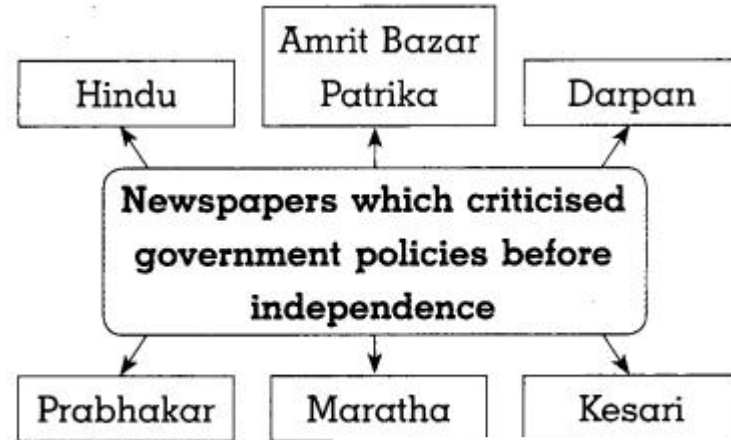 Hindu
Amrit Bazar
Patrika
Darpan
Newspapers which criticised
government policies before
independence
Prabhakar
Maratha
Kesari